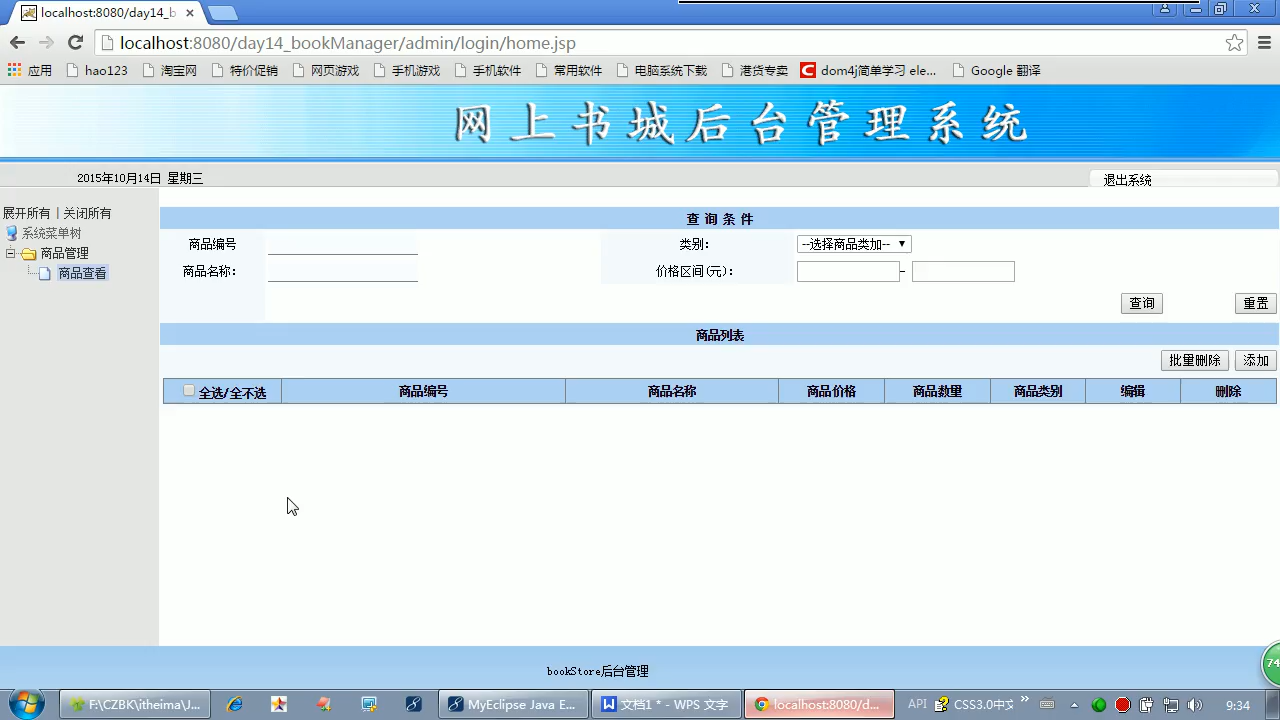 localhost:8080/day14_b
localhost:8080/day14_bookManager/admin/login/home.jsp
应用 hao123 淘宝网 特价促销 网页游戏 手机游戏 手机软件 常用软件 电脑系统下载 港货专卖 dom4j简单学习 ele... Google 翻译
网上书城后台管理系统
2015年10月14日 星期三
退出系统
展开所有 | 关闭所有
系统菜单树
商品管理
商品查看
查 询 条 件
商品编号 类别： --选择商品类加--
商品名称： 价格区间(元)： -
查询 重置
商品列表
批量删除 添加
全选/全不选 商品编号 商品名称 商品价格 商品数量 商品类别 编辑 删除
bookStore后台管理
74
F:\CZBK\itheima\J... MyEclipse Java E... 文档1 * - WPS 文字 localhost:8080/d... API CSS3.0中文 » 9:34